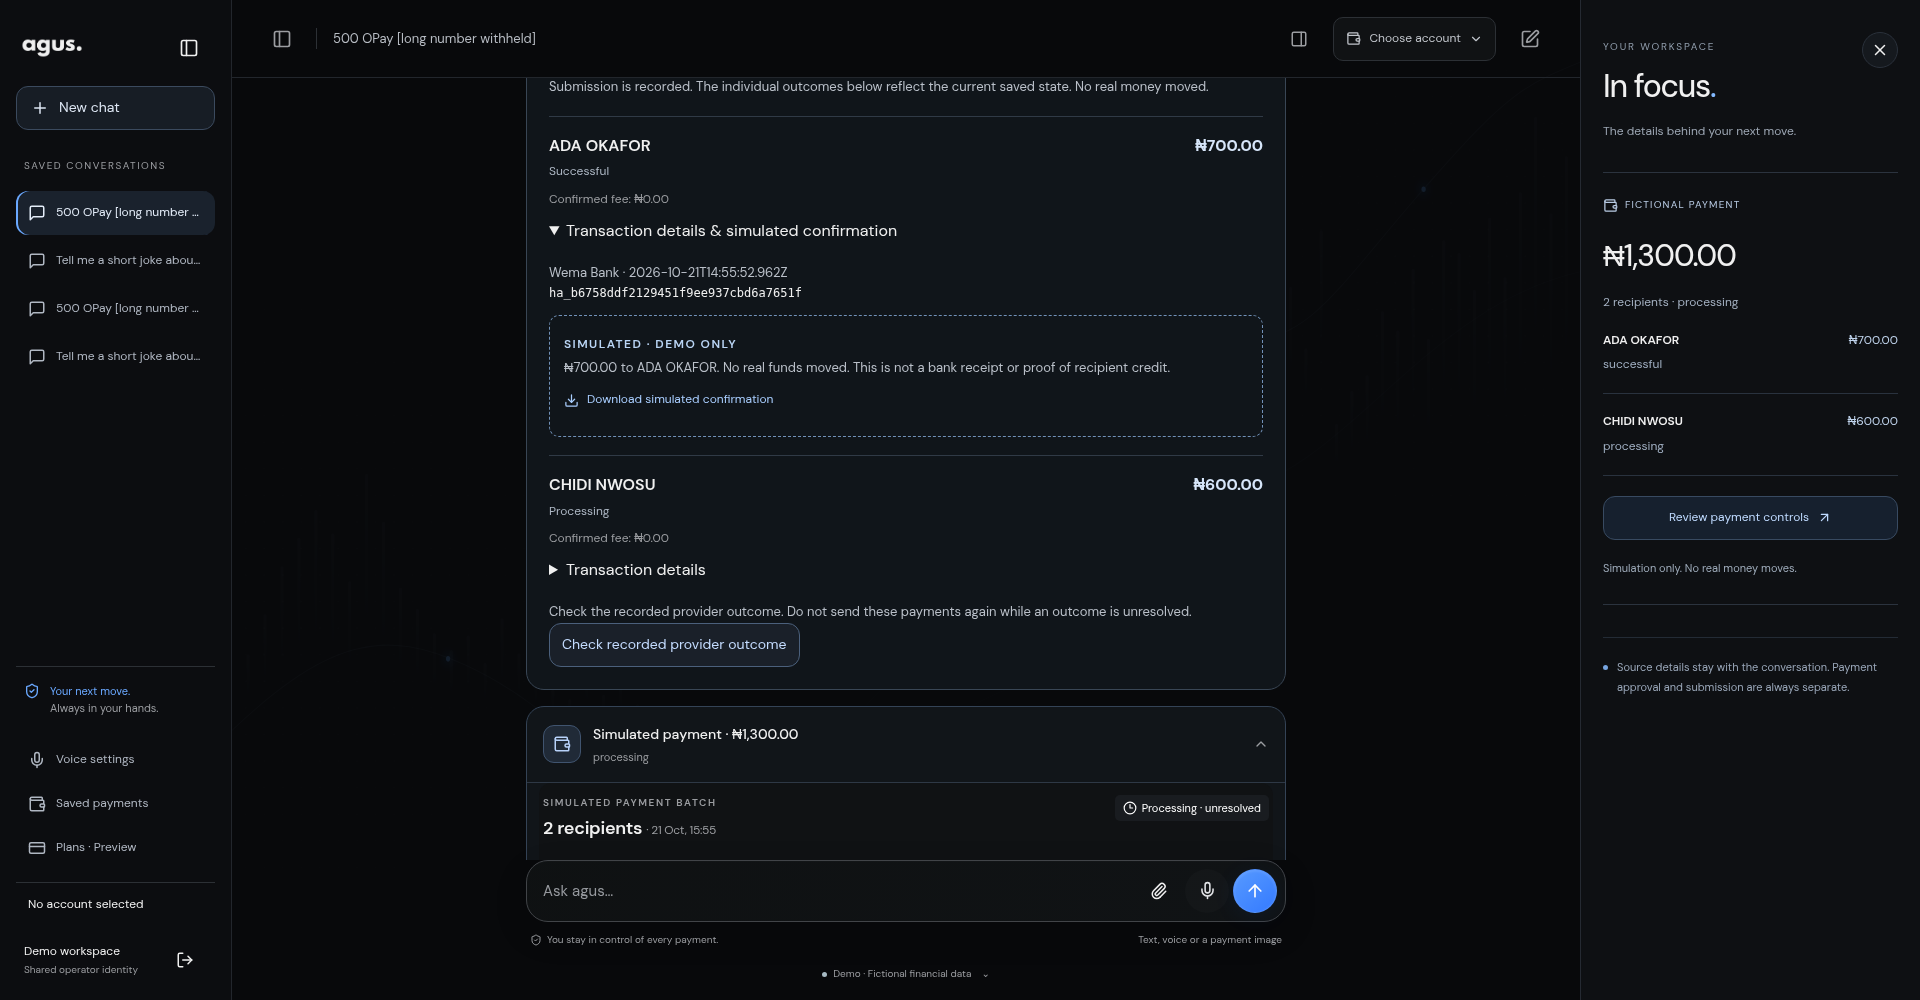 agus.
New chat
SAVED CONVERSATIONS
500 OPay [long number ...
Tell me a short joke abou...
500 OPay [long number ...
Tell me a short joke abou...
Your next move.
Always in your hands.
Voice settings
Saved payments
Plans · Preview
No account selected
Demo workspace
Shared operator identity
500 OPay [long number withheld]
Choose account
Submission is recorded. The individual outcomes below reflect the current saved state. No real money moved.
ADA OKAFOR ₦700.00
Successful
Confirmed fee: ₦0.00
▼ Transaction details & simulated confirmation
Wema Bank · 2026-10-21T14:55:52.962Z
ha_b6758ddf2129451f9ee937cbd6a7651f
SIMULATED · DEMO ONLY
₦700.00 to ADA OKAFOR. No real funds moved. This is not a bank receipt or proof of recipient credit.
Download simulated confirmation
CHIDI NWOSU ₦600.00
Processing
Confirmed fee: ₦0.00
▶ Transaction details
Check the recorded provider outcome. Do not send these payments again while an outcome is unresolved.
Check recorded provider outcome
Simulated payment · ₦1,300.00
processing
SIMULATED PAYMENT BATCH
Processing · unresolved
2 recipients · 21 Oct, 15:55
Ask agus...
You stay in control of every payment. Text, voice or a payment image
Demo · Fictional financial data
YOUR WORKSPACE
In focus.
The details behind your next move.
FICTIONAL PAYMENT
₦1,300.00
2 recipients · processing
ADA OKAFOR ₦700.00
successful
CHIDI NWOSU ₦600.00
processing
Review payment controls
Simulation only. No real money moves.
Source details stay with the conversation. Payment
approval and submission are always separate.